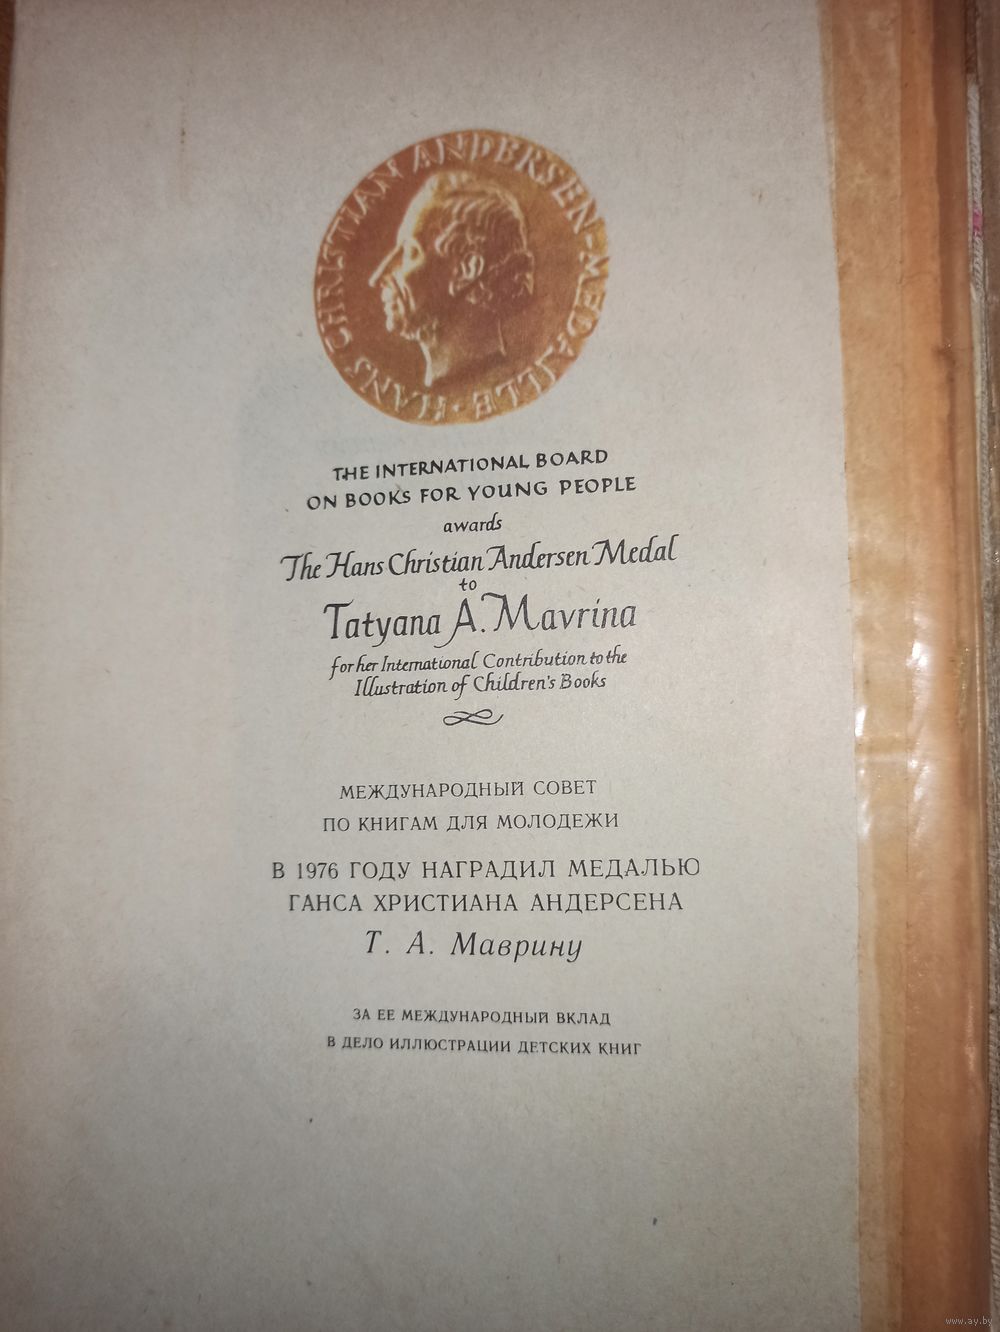 HANS CHRISTIAN ANDERSEN-MEDAILLE
THE INTERNATIONAL BOARD
ON BOOKS FOR YOUNG PEOPLE
awards
The Hans Christian Andersen Medal
to
Tatyana A. Mavrina
for her International Contribution to the
Illustration of Children's Books
МЕЖДУНАРОДНЫЙ СОВЕТ
ПО КНИГАМ ДЛЯ МОЛОДЕЖИ
В 1976 ГОДУ НАГРАДИЛ МЕДАЛЬЮ
ГАНСА ХРИСТИАНА АНДЕРСЕНА
Т. А. Маврину
ЗА ЕЕ МЕЖДУНАРОДНЫЙ ВКЛАД
В ДЕЛО ИЛЛЮСТРАЦИИ ДЕТСКИХ КНИГ
www.ay.by